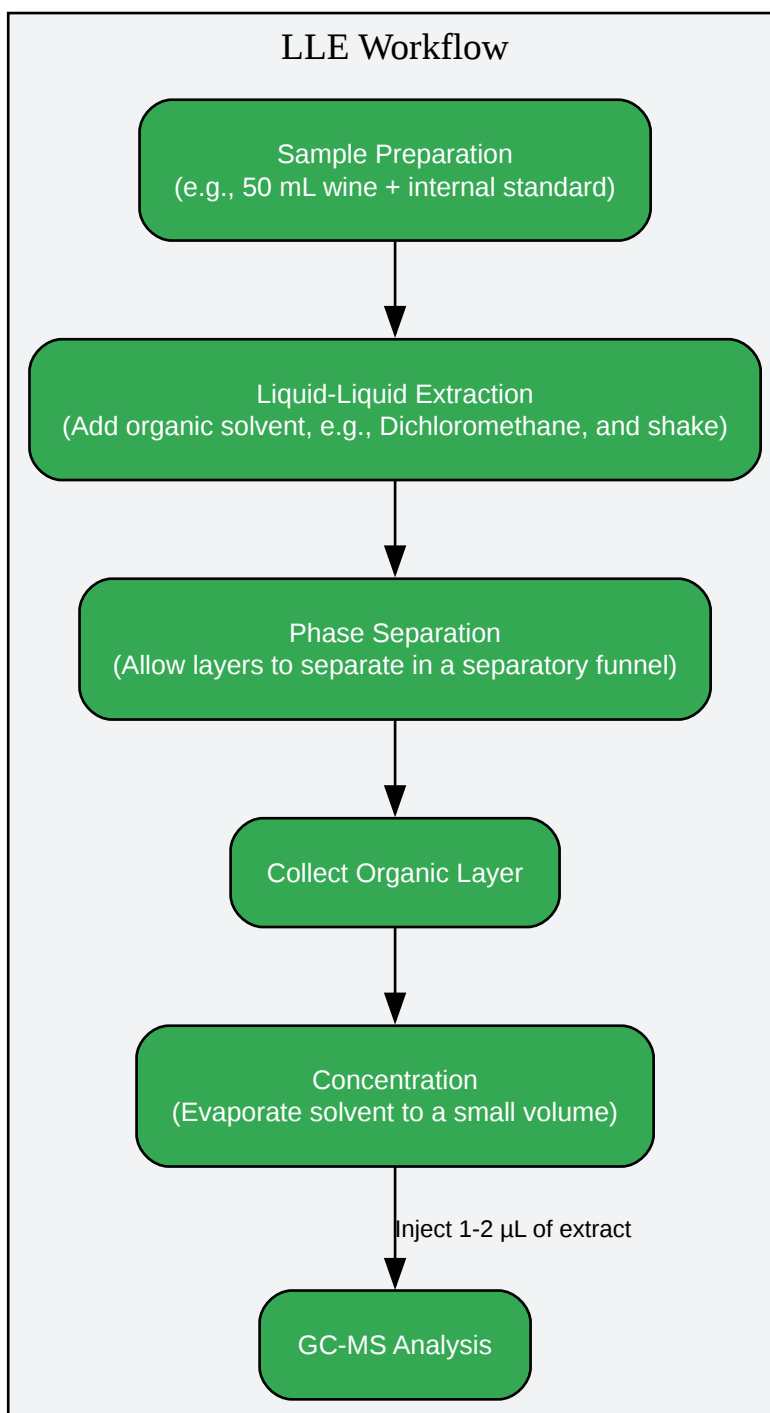 LLE Workflow
Sample Preparation
(e.g., 50 mL wine + internal standard)
Liquid-Liquid Extraction
(Add organic solvent, e.g., Dichloromethane, and shake)
Phase Separation
(Allow layers to separate in a separatory funnel)
Collect Organic Layer
Concentration
(Evaporate solvent to a small volume)
Inject 1-2 µL of extract
GC-MS Analysis